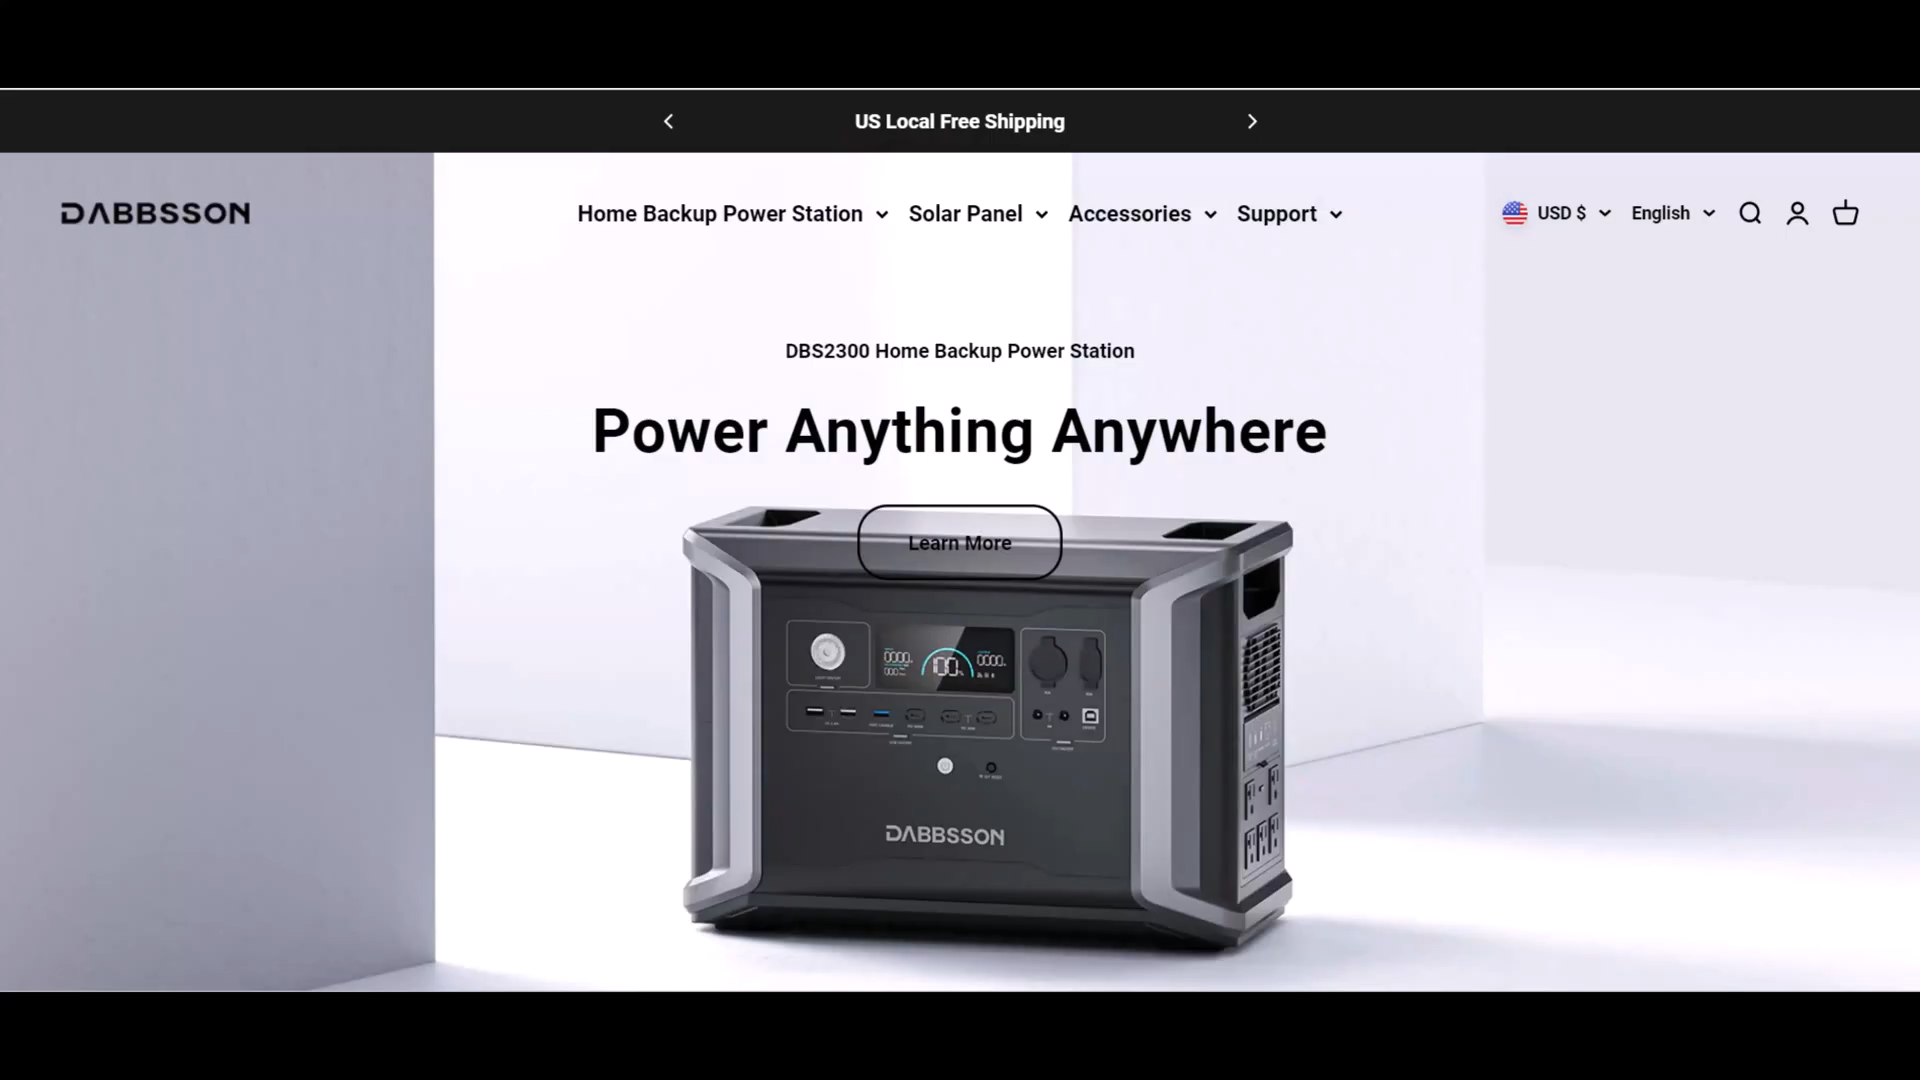 US Local Free Shipping
DABBSSON
Home Backup Power Station
Solar Panel
Accessories
Support
USD $
English
DBS2300 Home Backup Power Station
Power Anything Anywhere
Learn More
100%
DABBSSON